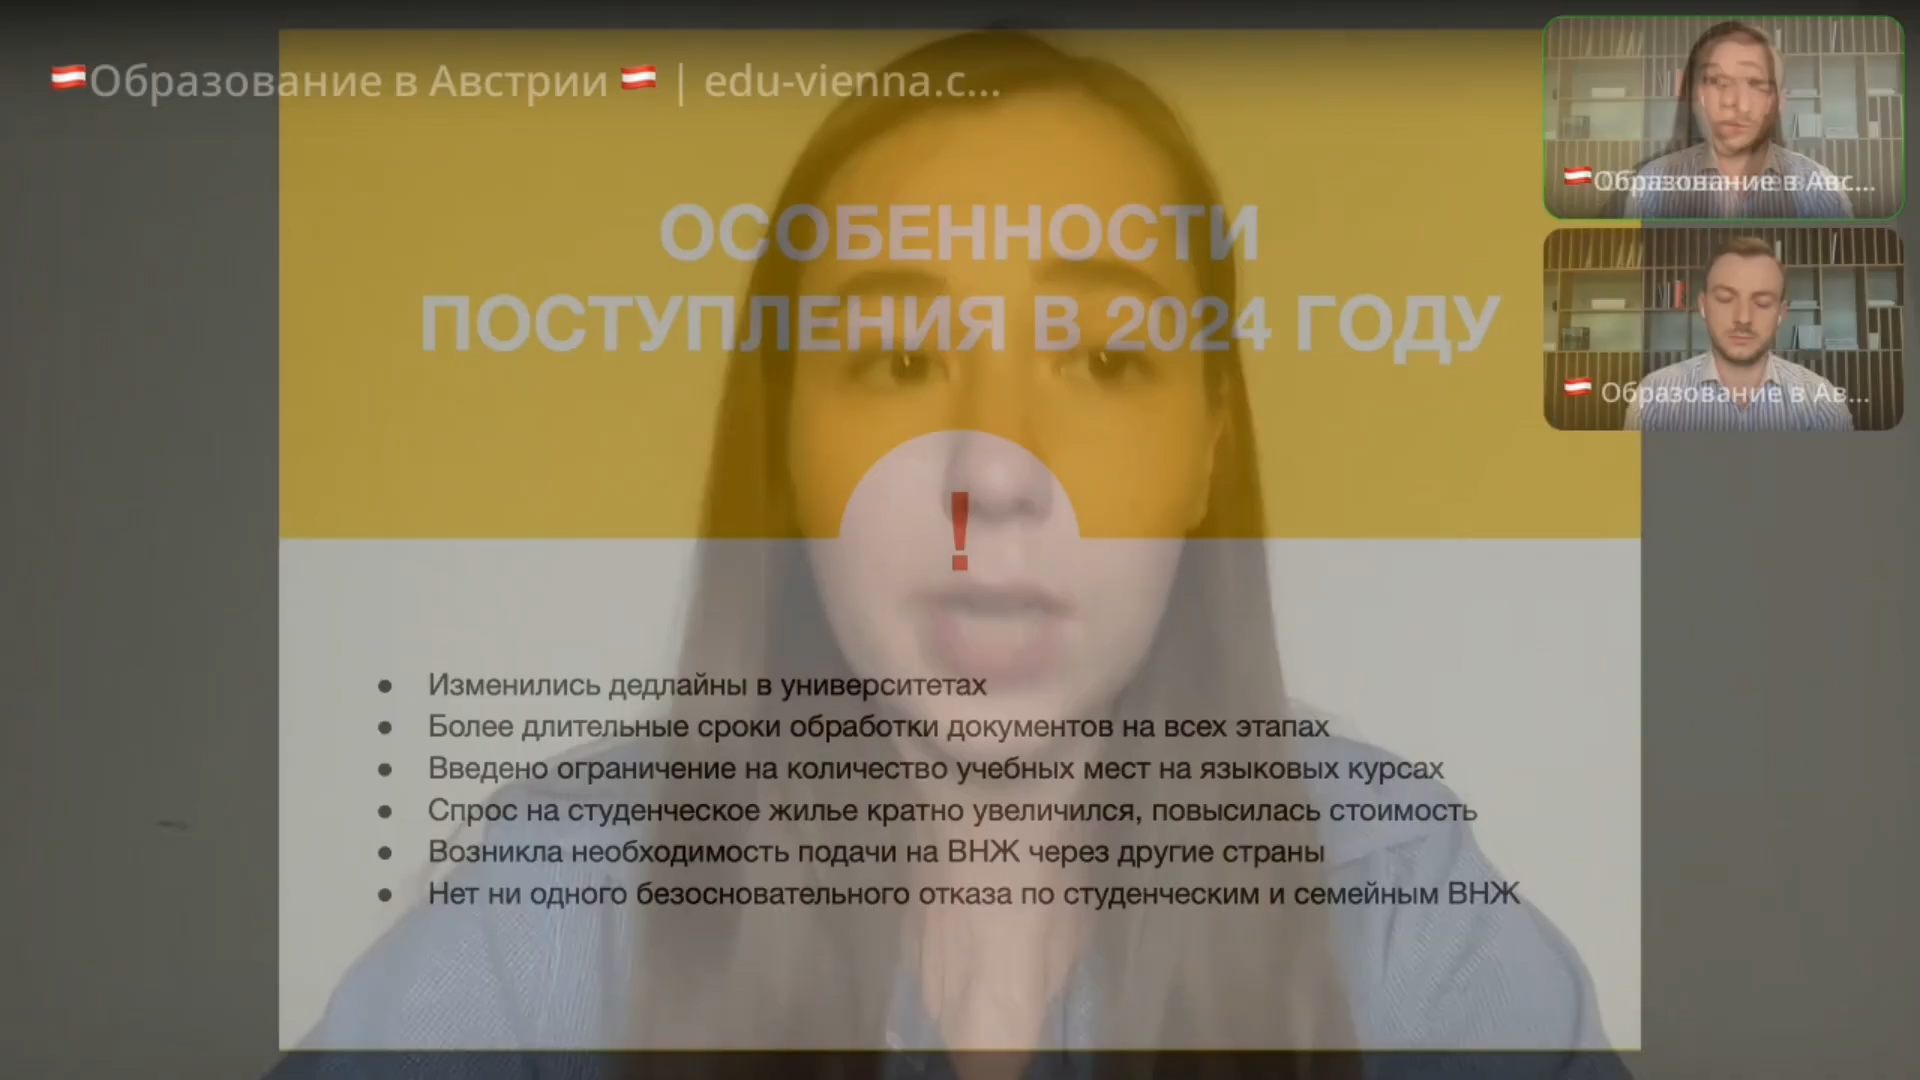 Образование в Австрии | edu-vienna.c...
ОСОБЕННОСТИ
ПОСТУПЛЕНИЯ В 2024 ГОДУ
!
Образование в Авс...
Образование в Ав...
● Изменились дедлайны в университетах
● Более длительные сроки обработки документов на всех этапах
● Введено ограничение на количество учебных мест на языковых курсах
● Спрос на студенческое жилье кратно увеличился, повысилась стоимость
● Возникла необходимость подачи на ВНЖ через другие страны
● Нет ни одного безосновательного отказа по студенческим и семейным ВНЖ